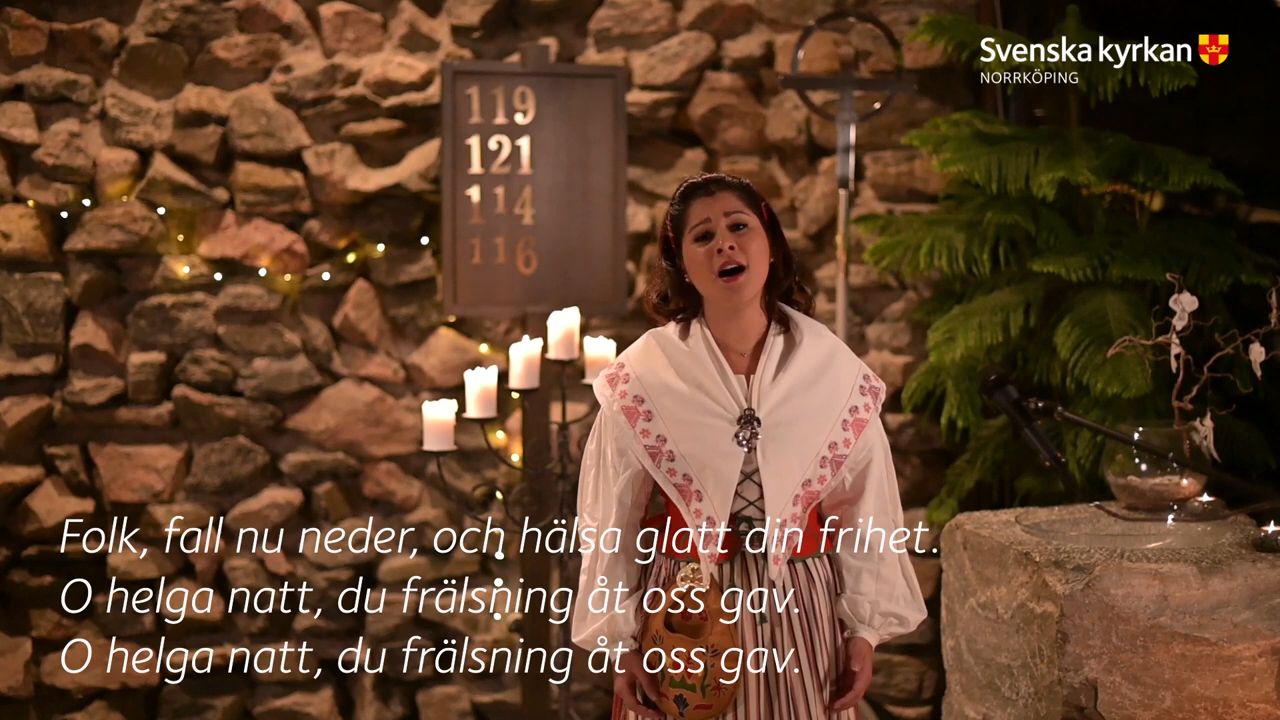 Svenska kyrkan
NORRKÖPING
119
121
114
116
Folk, fall nu neder, och hälsa glatt din frihet.
O helga natt, du frälsning åt oss gav.
O helga natt, du frälsning åt oss gav.